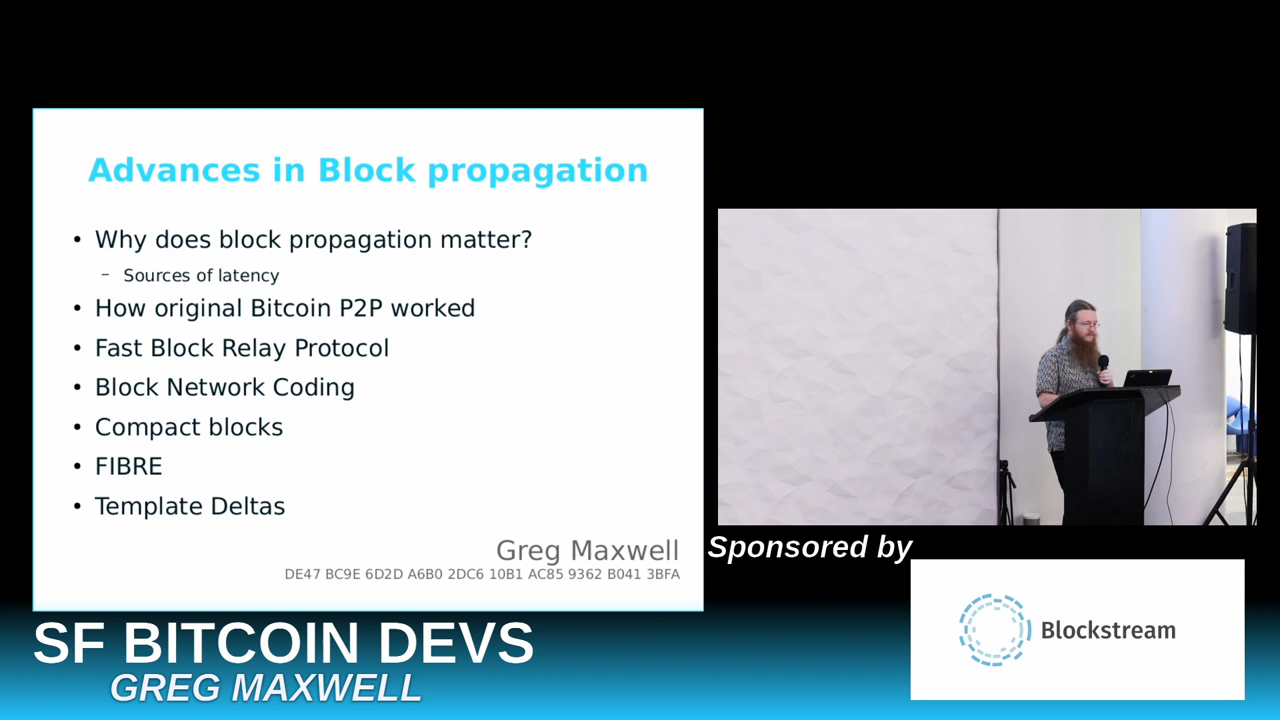 Advances in Block propagation
• Why does block propagation matter?
– Sources of latency
• How original Bitcoin P2P worked
• Fast Block Relay Protocol
• Block Network Coding
• Compact blocks
• FIBRE
• Template Deltas
Greg Maxwell
DE47 BC9E 6D2D A6B0 2DC6 10B1 AC85 9362 B041 3BFA
Sponsored by
Blockstream
SF BITCOIN DEVS
GREG MAXWELL